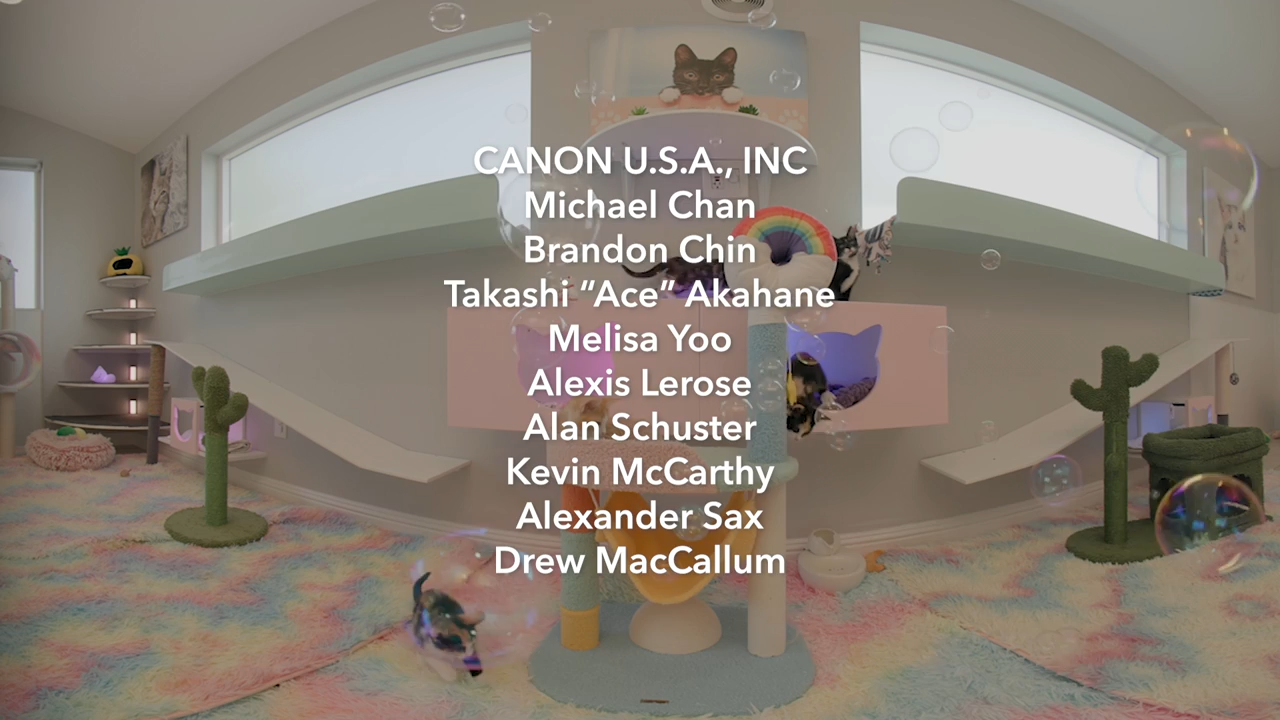 CANON U.S.A., INC
Michael Chan
Brandon Chin
Takashi “Ace” Akahane
Melisa Yoo
Alexis Lerose
Alan Schuster
Kevin McCarthy
Alexander Sax
Drew MacCallum